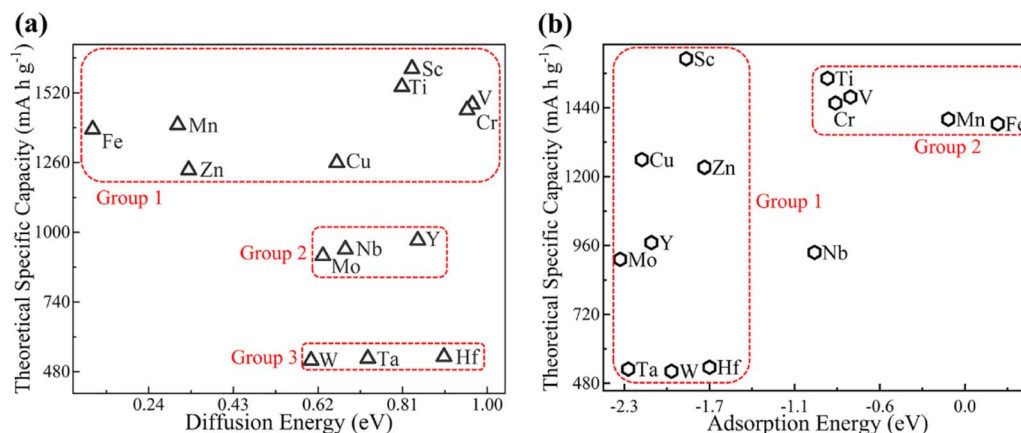 (a)
Theoretical Specific Capacity (mA h g⁻¹)
1520
1260
1000
740
480
0.24 0.43 0.62 0.81 1.00
Diffusion Energy (eV)
Sc
Ti
V
Cr
Fe
Mn
Zn
Cu
Group 1
Y
Nb
Mo
Group 2
Group 3
W
Ta
Hf
(b)
Theoretical Specific Capacity (mA h g⁻¹)
1440
1200
960
720
480
-2.3 -1.7 -1.1 -0.6 0.0
Adsorption Energy (eV)
Sc
Ti
V
Cr
Mn
Fe
Group 2
Cu
Zn
Group 1
Y
Mo
Nb
Ta
W
Hf